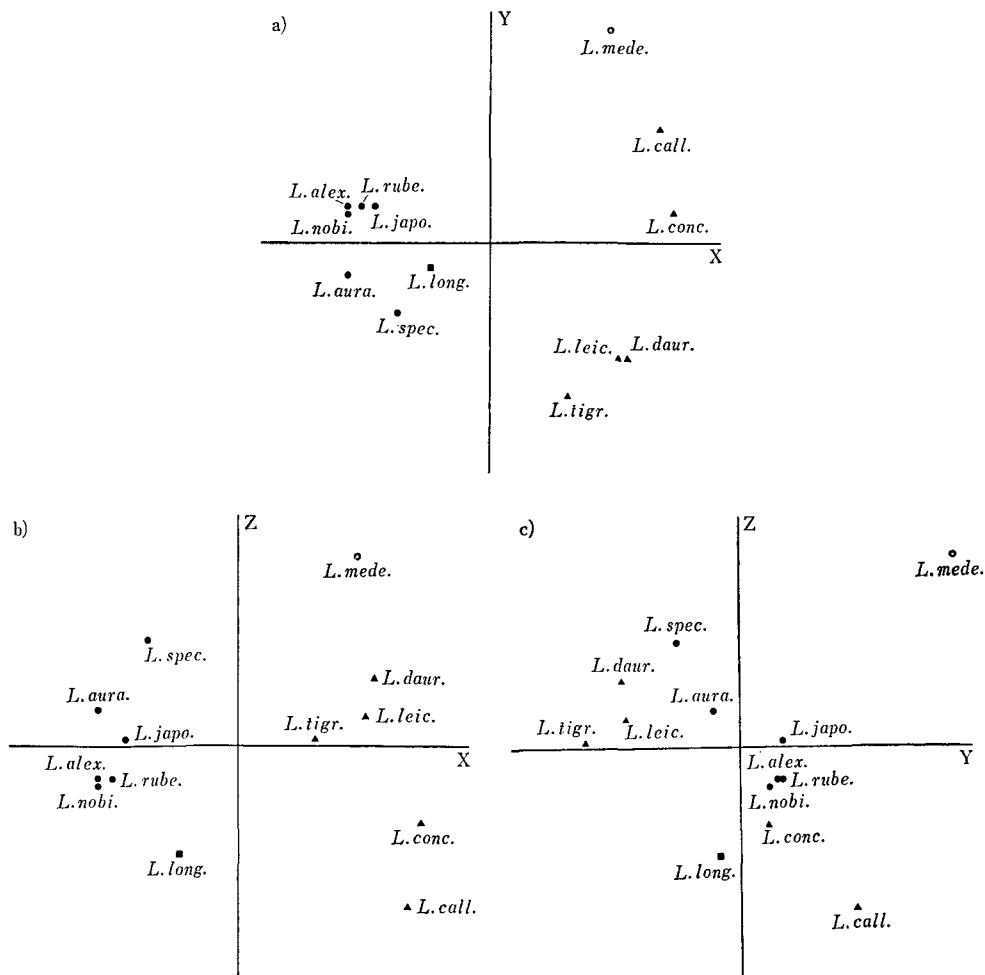 a)
Y
L. mede.
L. call.
L. alex. L. rube.
L. nobi. L. japo.
L. conc.
X
L. aura. L. long.
L. spec.
L. leic. L. daur.
L. tigr.
b)
Z
L. mede.
L. spec.
L. aura.
L. daur.
L. japo.
L. tigr. L. leic.
X
L. alex.
L. rube.
L. nobi.
L. conc.
L. long.
L. call.
c)
Z
L. mede.
L. spec.
L. daur.
L. aura.
L. tigr. L. leic.
L. japo.
Y
L. alex.
L. rube.
L. nobi.
L. conc.
L. long.
L. call.